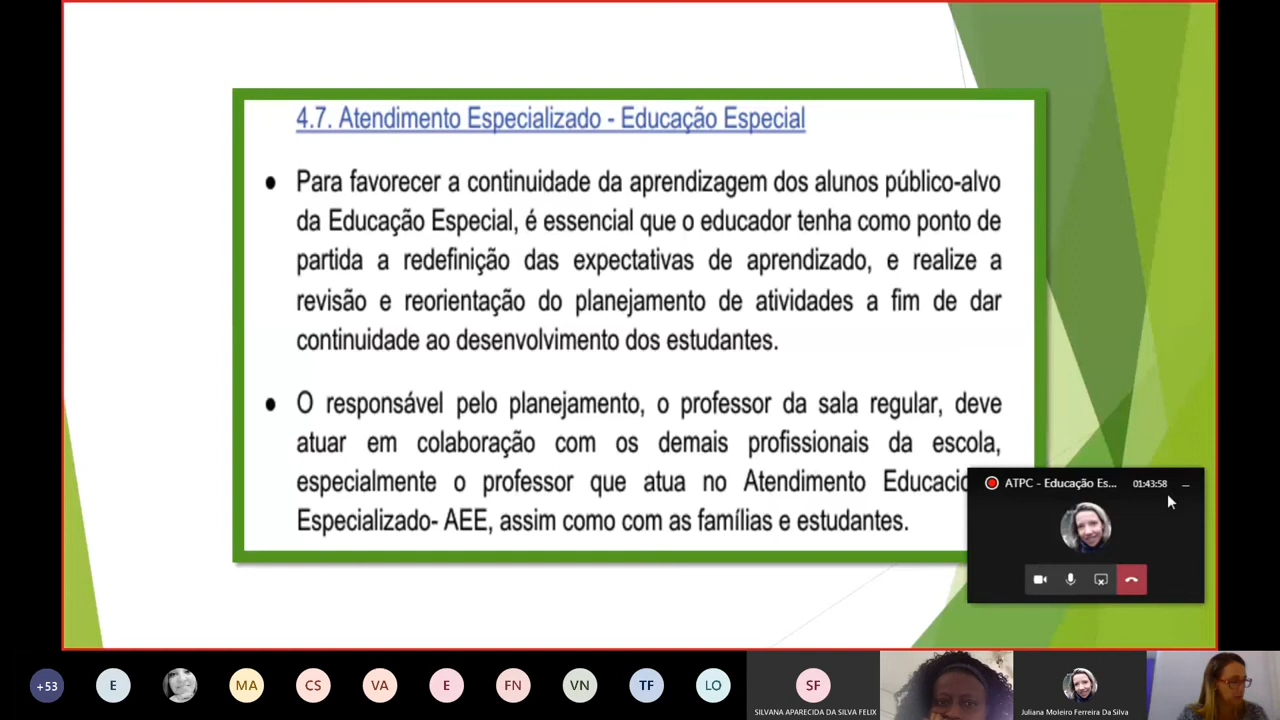 4.7. Atendimento Especializado - Educação Especial
● Para favorecer a continuidade da aprendizagem dos alunos público-alvo
da Educação Especial, é essencial que o educador tenha como ponto de
partida a redefinição das expectativas de aprendizado, e realize a
revisão e reorientação do planejamento de atividades a fim de dar
continuidade ao desenvolvimento dos estudantes.
● O responsável pelo planejamento, o professor da sala regular, deve
atuar em colaboração com os demais profissionais da escola,
especialmente o professor que atua no Atendimento Educacio
Especializado- AEE, assim como com as famílias e estudantes.
ATPC - Educação Es... 01:43:58
+53 E MA CS VA E FN VN TF LO SF
SILVANA APARECIDA DA SILVA FELIX
Juliana Moleiro Ferreira Da Silva